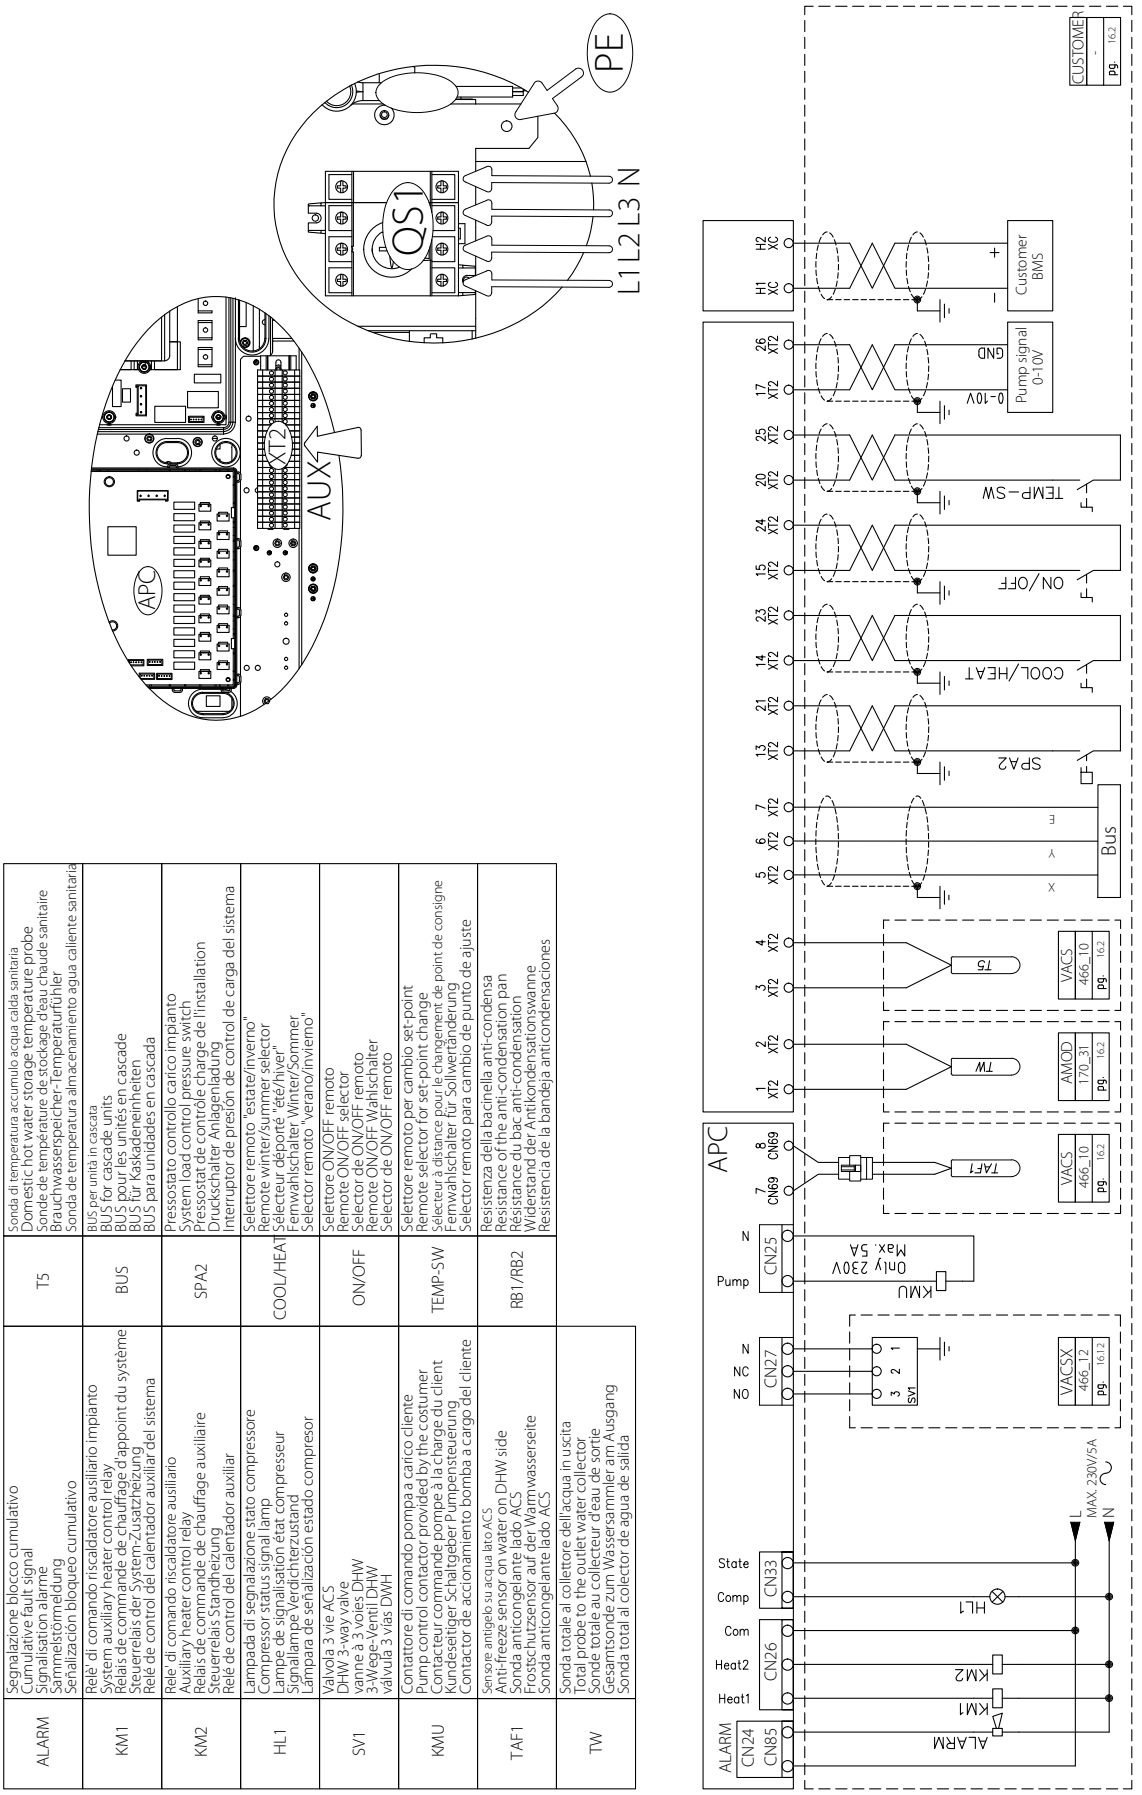 ALARM
Segnalazione blocco cumulativo
Cumulative fault signal
Signalisation alarme
Sammelstörmeldung
Señalización bloqueo cumulativo
T5
Sonda di temperatura accumulo acqua calda sanitaria
Domestic hot water storage temperature probe
Sonde de température de stockage d'eau chaude sanitaire
Brauchwasserspeicher-Temperaturfühler
Sonda de temperatura almacenamiento agua caliente sanitaria
KM1
Rele' di comando riscaldatore ausiliario impianto
System auxiliary heater control relay
Relais de commande de chauffage d'appoint du système
Steuerrelais der System-Zusatzheizung
Relé de control del calentador auxiliar del sistema
BUS
BUS per unità in cascata
BUS for cascade units
BUS pour les unités en cascade
BUS für Kaskadeneinheiten
BUS para unidades en cascada
KM2
Rele' di comando riscaldatore ausiliario
Auxiliary heater control relay
Relais de commande de chauffage auxiliaire
Steuerrelais Standheizung
Relé de control del calentador auxiliar
SPA2
Pressostato controllo carico impianto
System load control pressure switch
Pressostat de contrôle charge de l'installation
Druckschalter Anlagenladung
Interruptor de presión de control de carga del sistema
HL1
Lampada di segnalazione stato compressore
Compressor status signal lamp
Lampe de signalisation état compresseur
Signallampe Verdichterzustand
Lámpara de señalización estado compresor
COOL/HEAT
Selettore remoto "estate/inverno"
Remote winter/summer selector
Sélecteur déporté "été/hiver"
Fernwahlschalter Winter/Sommer
Selector remoto "verano/invierno"
SV1
Valvola 3 vie ACS
DHW 3-way valve
vanne à 3 voies DHW
3-Wege-Ventil DHW
válvula 3 vías DWH
ON/OFF
Selettore ON/OFF remoto
Remote ON/OFF selector
Selector de ON/OFF remoto
Remote ON/OFF Wahlschalter
Selector de ON/OFF remoto
KMU
Contattore di comando pompa a carico cliente
Pump control contactor provided by the costumer
Contacteur commande pompe à la charge du client
Kundeseitiger Schaltgeber Pumpensteuerung
Contactor de accionamiento bomba a cargo del cliente
TEMP-SW
Selettore remoto per cambio set-point
Remote selector for set-point change
Sélecteur à distance pour le changement de point de consigne
Fernwahlschalter für Sollwertänderung
Selector remoto para cambio de punto de ajuste
TAF1
Sensore antigelo su acqua lato ACS
Anti-freeze sensor on water on DHW side
Sonda anticongelante lado ACS
Frostschutzsensor auf der Warmwasserseite
Sonda anticongelante lado ACS
RB1/RB2
Resistenza della bacinella anti-condensa
Resistance of the anti-condensation pan
Résistance du bac anti-condensation
Widerstand der Antikondensationswanne
Resistencia de la bandeja anticondensaciones
TW
Sonda totale al collettore dell'acqua in uscita
Total probe to the outlet water collector
Sonde totale au collecteur d'eau de sortie
Gesamtsonde zum Wassersammler am Ausgang
Sonda total al colector de agua de salida
APC
XT2
AUX
QS1
L1 L2 L3 N
PE
APC
ALARM
CN24
CN85
Heat1
Heat2
Com
CN26
Comp
State
CN33
ALARM
KM1
KM2
HL1
L
MAX. 230V/5A
N
NO
NC
N
CN27
3
2
1
SV1
VACSX
466_12
pg. 16.12
Pump
N
CN25
KMU
Only 230V
Max. 5A
7
CN69
8
CN69
TAF1
VACS
466_10
pg. 16.2
1
XT2
2
XT2
TW
AMOD
170_31
pg. 16.2
3
XT2
4
XT2
T5
VACS
466_10
pg. 16.2
5
XT2
6
XT2
7
XT2
X
Y
E
Bus
13
XT2
21
XT2
SPA2
14
XT2
23
XT2
COOL/HEAT
15
XT2
24
XT2
ON/OFF
20
XT2
25
XT2
TEMP-SW
17
XT2
26
XT2
0-10V
GND
Pump signal
0-10V
H1
XC
H2
XC
-
+
Customer
BMS
CUSTOMER
-
pg. 16.2